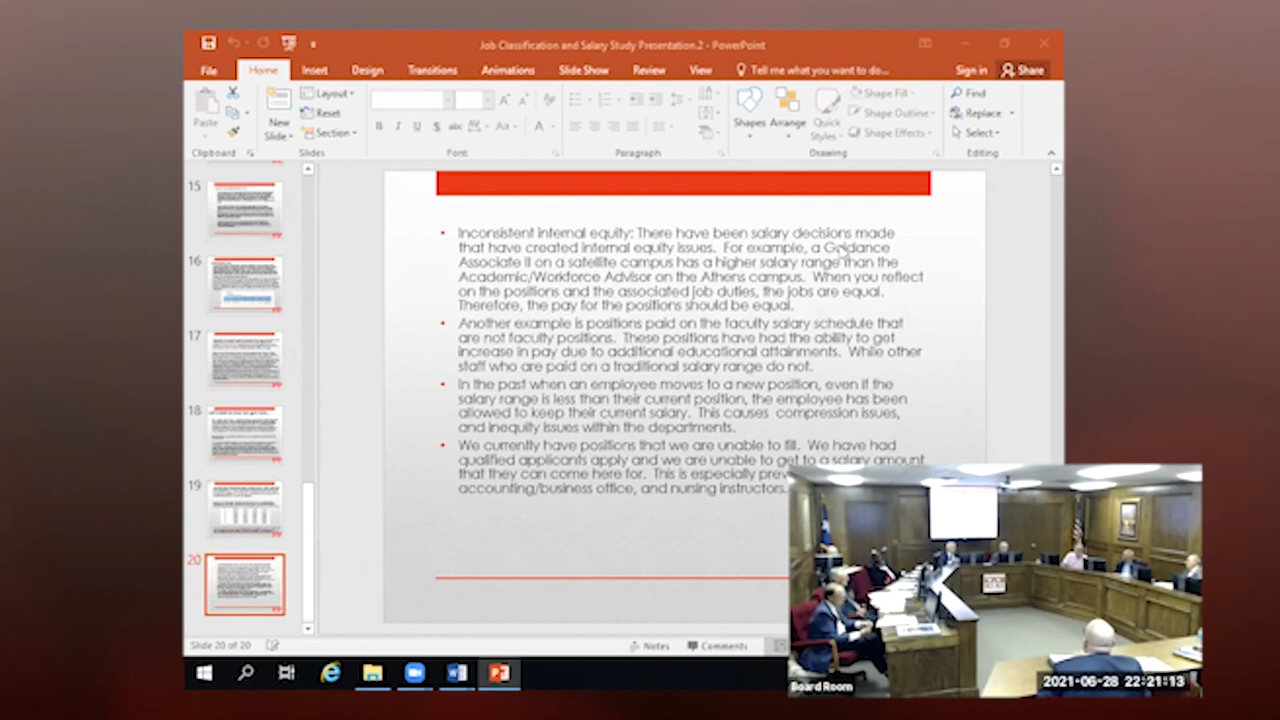 Job Classification and Salary Study Presentation.2 - PowerPoint
File Home Insert Design Transitions Animations Slide Show Review View Tell me what you want to do... Sign in Share
Paste
New Slide
Layout
Reset
Section
Shapes
Arrange
Quick Styles
Shape Fill
Shape Outline
Shape Effects
Find
Replace
Select
Clipboard Slides Font Paragraph Drawing Editing
15
16
17
18
19
20
Inconsistent internal equity: There have been salary decisions made
that have created internal equity issues. For example, a Guidance
Associate II on a satellite campus has a higher salary range than the
Academic/Workforce Advisor on the Athens campus. When you reflect
on the positions and the associated job duties, the jobs are equal.
Therefore, the pay for the positions should be equal.
Another example is positions paid on the faculty salary schedule that
are not faculty positions. These positions have had the ability to get
increase in pay due to additional educational attainments. While other
staff who are paid on a traditional salary range do not.
In the past when an employee moves to a new position, even if the
salary range is less than their current position, the employee has been
allowed to keep their current salary. This causes compression issues,
and inequity issues within the departments.
We currently have positions that we are unable to fill. We have had
qualified applicants apply and we are unable to get to a salary amount
that they can come here for. This is especially
accounting/business office, and nursing instructors.
Slide 20 of 20
Notes
Comments
Board Room
2021-06-28 22:21:13